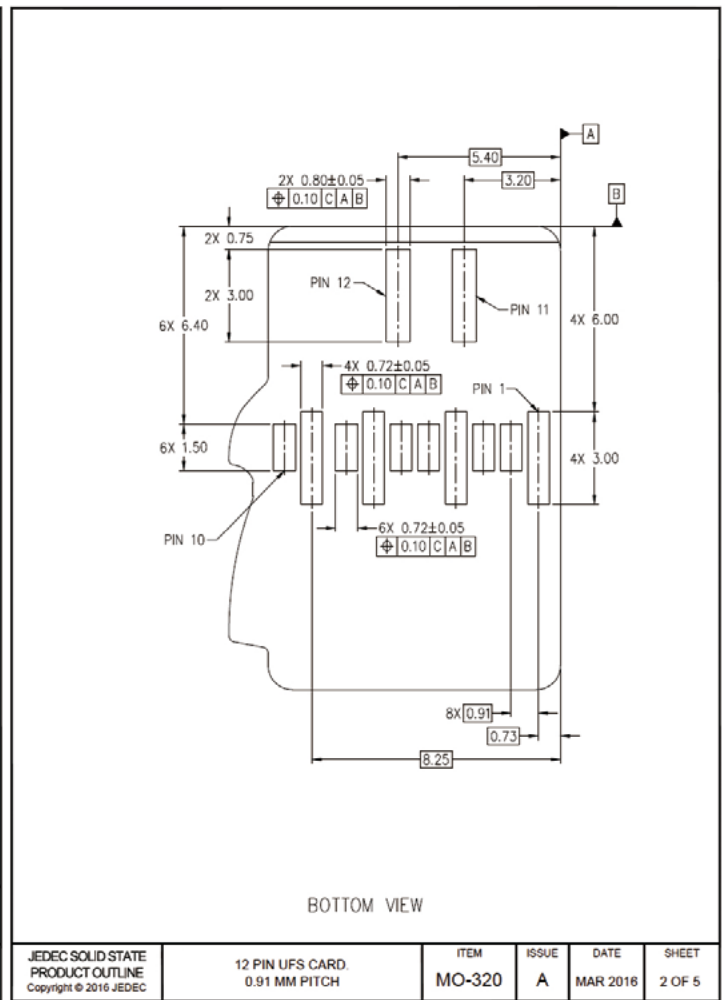 5.40
A
2X 0.80±0.05
3.20
⌖ 0.10 C A B
B
2X 0.75
PIN 12
2X 3.00
PIN 11
6X 6.40
4X 6.00
4X 0.72±0.05
⌖ 0.10 C A B
PIN 1
6X 1.50
4X 3.00
6X 0.72±0.05
PIN 10
⌖ 0.10 C A B
8X 0.91
0.73
8.25
BOTTOM VIEW
JEDEC SOLID STATE
PRODUCT OUTLINE
Copyright © 2016 JEDEC
12 PIN UFS CARD.
0.91 MM PITCH
ITEM
MO-320
ISSUE
A
DATE
MAR 2016
SHEET
2 OF 5